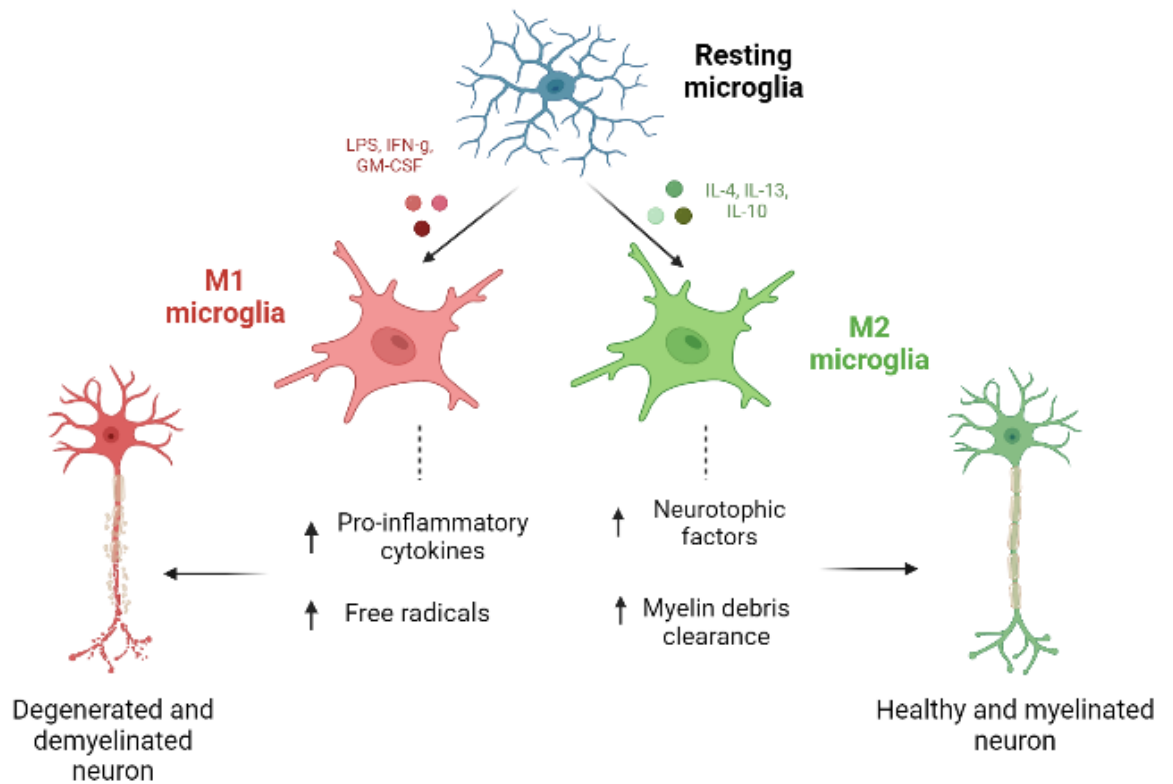 Resting
microglia
LPS, IFN-g,
GM-CSF
IL-4, IL-13,
IL-10
M1
microglia
M2
microglia
Pro-inflammatory
cytokines
Free radicals
Neurotophic
factors
Myelin debris
clearance
Degenerated and
demyelinated
neuron
Healthy and myelinated
neuron